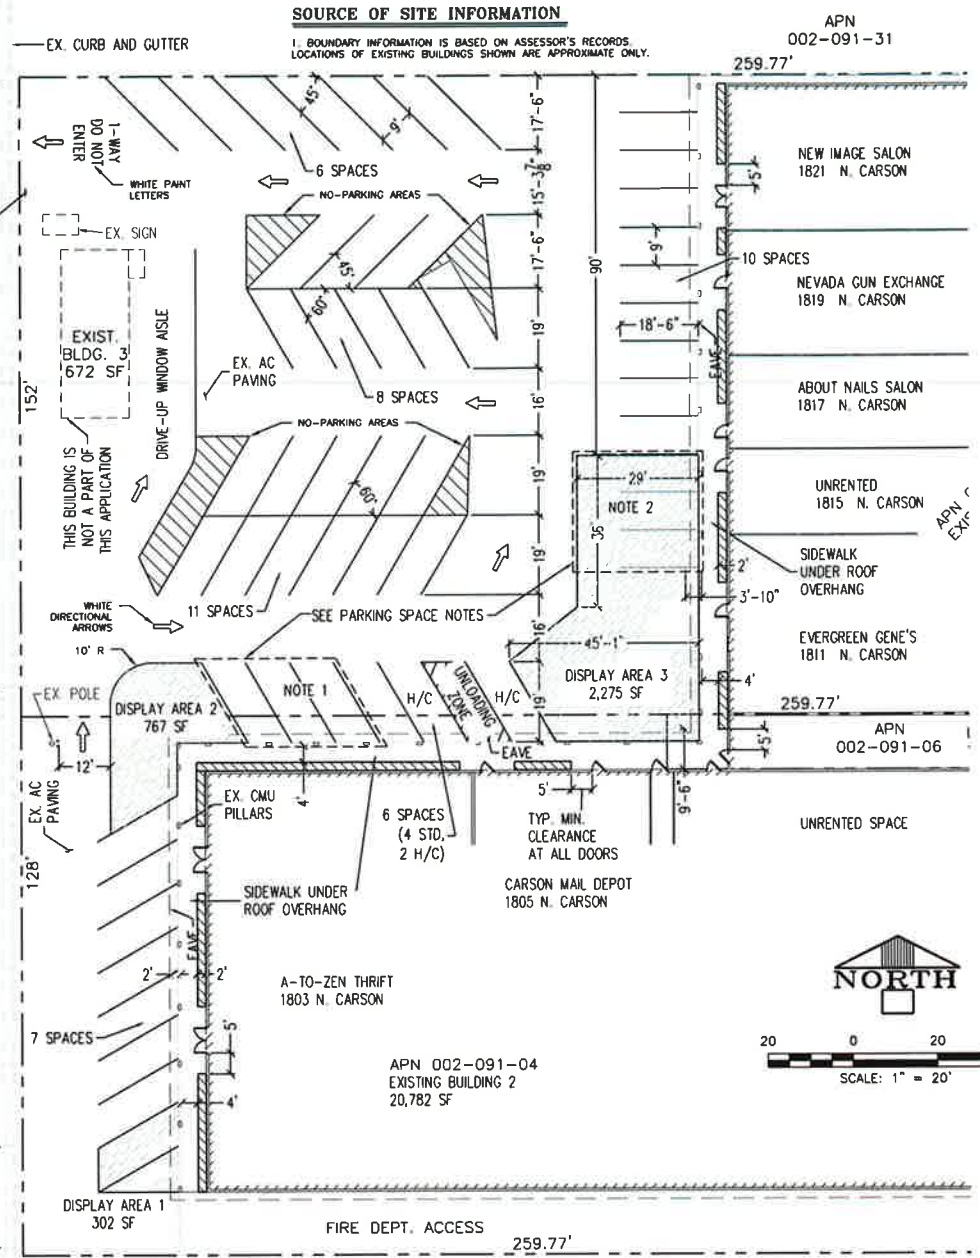 SOURCE OF SITE INFORMATION
1. BOUNDARY INFORMATION IS BASED ON ASSESSOR'S RECORDS.
LOCATIONS OF EXISTING BUILDINGS SHOWN ARE APPROXIMATE ONLY.
APN
002-091-31
259.77'
EX. CURB AND GUTTER
1-WAY
DO NOT
ENTER
WHITE PAINT
LETTERS
45°
9'
6 SPACES
17'-6"
15'-3 7/8"
NO-PARKING AREAS
EX. SIGN
17'-6"
45°
60°
90'
9'
10 SPACES
18'-6"
5'
NEW IMAGE SALON
1821 N. CARSON
NEVADA GUN EXCHANGE
1819 N. CARSON
EAVE
ABOUT NAILS SALON
1817 N. CARSON
EXIST.
BLDG. 3
672 SF
152'
THIS BUILDING IS
NOT A PART OF
THIS APPLICATION
DRIVE-UP WINDOW AISLE
EX. AC
PAVING
19'
8 SPACES
16'
NO-PARKING AREAS
19'
60°
19'
29'
NOTE 2
36'
UNRENTED
1815 N. CARSON
APN
SIDEWALK
UNDER ROOF
OVERHANG
2'
3'-10"
11 SPACES
SEE PARKING SPACE NOTES
WHITE
DIRECTIONAL
ARROWS
10' R
16'
45'-1"
EVERGREEN GENE'S
1811 N. CARSON
EX. POLE
DISPLAY AREA 2
767 SF
NOTE 1
H/C
UNLOADING
ZONE
H/C
19'
DISPLAY AREA 3
2,275 SF
4'
259.77'
APN
002-091-06
EAVE
5'
12'
EX. AC
PAVING
128'
EX. CMU
PILLARS
4'
6 SPACES
(4 STD,
2 H/C)
5'
TYP. MIN.
CLEARANCE
AT ALL DOORS
9'-6"
UNRENTED SPACE
CARSON MAIL DEPOT
1805 N. CARSON
SIDEWALK UNDER
ROOF OVERHANG
EAVE
2'
2'
A-TO-ZEN THRIFT
1803 N. CARSON
7 SPACES
5'
APN 002-091-04
EXISTING BUILDING 2
20,782 SF
4'
NORTH
20 0 20
SCALE: 1" = 20'
DISPLAY AREA 1
302 SF
FIRE DEPT. ACCESS
259.77'